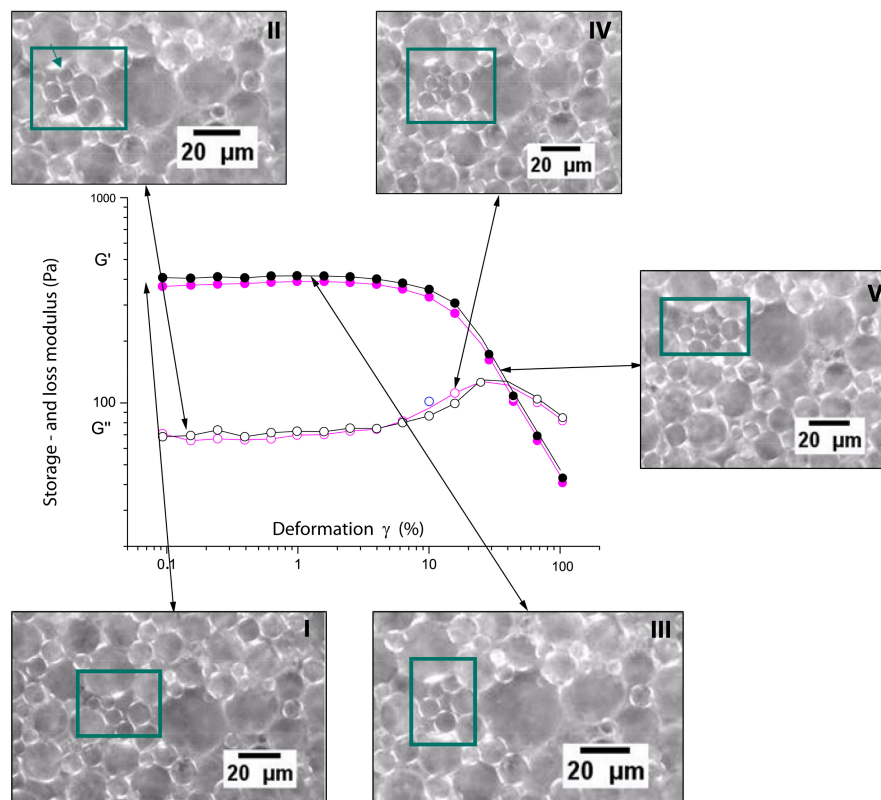 II
20 µm
IV
20 µm
1000
G'
Storage - and loss modulus (Pa)
V
20 µm
100
G"
Deformation γ (%)
0.1
1
10
100
I
20 µm
III
20 µm